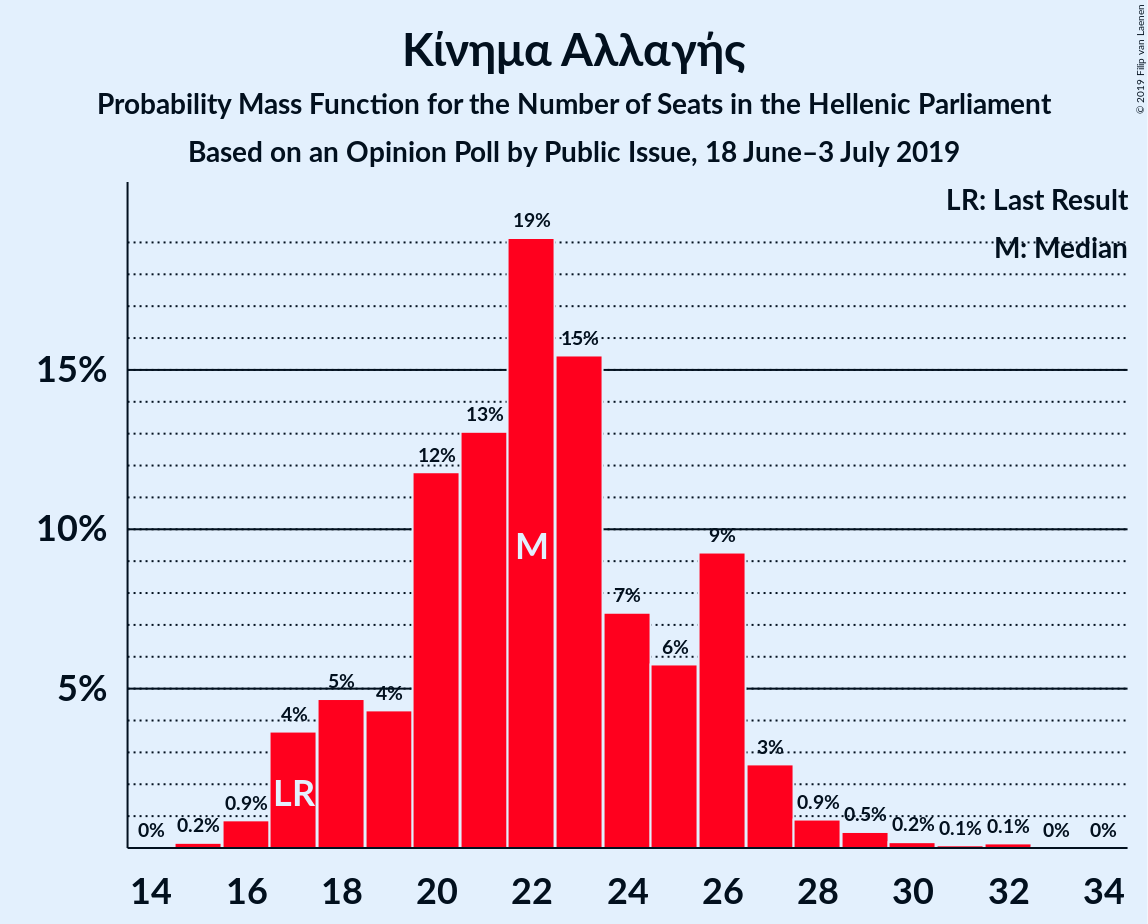 Κίνημα Αλλαγής
Probability Mass Function for the Number of Seats in the Hellenic Parliament
Based on an Opinion Poll by Public Issue, 18 June–3 July 2019
© 2019 Filip van Laenen
LR: Last Result
M: Median
15%
10%
5%
0%
0.2%
0.9%
4%
5%
4%
12%
13%
19%
15%
7%
6%
9%
3%
0.9%
0.5%
0.2%
0.1%
0.1%
0%
0%
LR
M
14 16 18 20 22 24 26 28 30 32 34